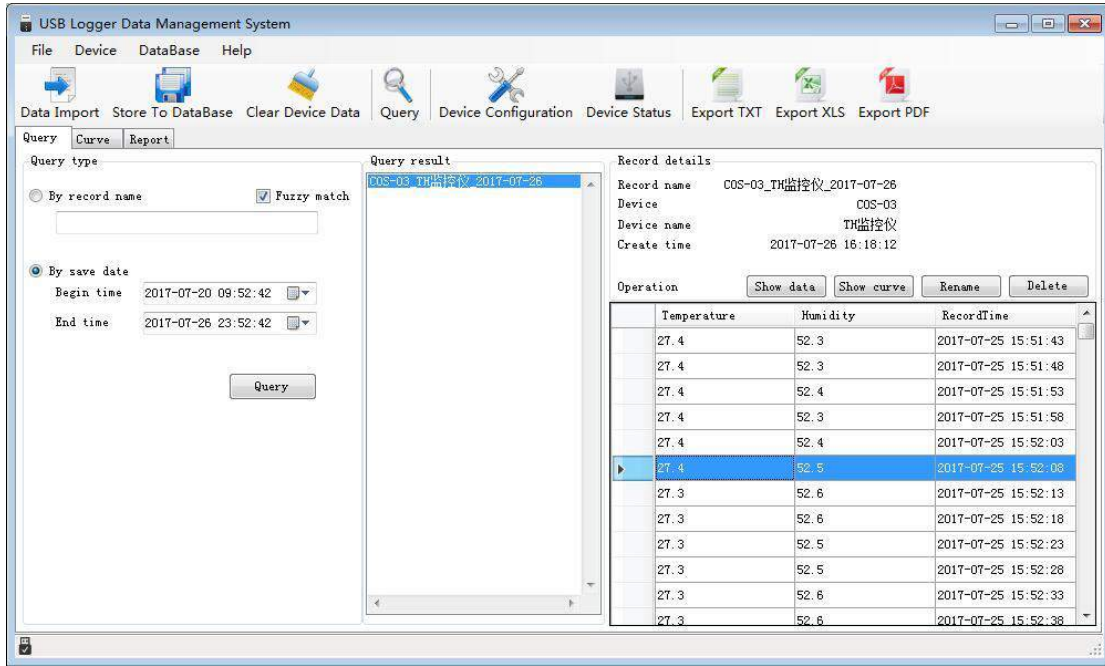 USB Logger Data Management System
File Device DataBase Help
Data Import Store To DataBase Clear Device Data Query Device Configuration Device Status Export TXT Export XLS Export PDF
Query Curve Report
Query type
By record name Fuzzy match
By save date
Begin time 2017-07-20 09:52:42
End time 2017-07-26 23:52:42
Query
Query result
COS-03_TH监控仪_2017-07-26
Record details
Record name COS-03_TH监控仪_2017-07-26
Device COS-03
Device name TH监控仪
Create time 2017-07-26 16:18:12
Operation Show data Show curve Rename Delete
Temperature Humidity RecordTime
27.4 52.3 2017-07-25 15:51:43
27.4 52.3 2017-07-25 15:51:48
27.4 52.4 2017-07-25 15:51:53
27.4 52.3 2017-07-25 15:51:58
27.4 52.4 2017-07-25 15:52:03
27.4 52.5 2017-07-25 15:52:08
27.3 52.6 2017-07-25 15:52:13
27.3 52.6 2017-07-25 15:52:18
27.3 52.5 2017-07-25 15:52:23
27.3 52.5 2017-07-25 15:52:28
27.3 52.6 2017-07-25 15:52:33
27.3 52.6 2017-07-25 15:52:38